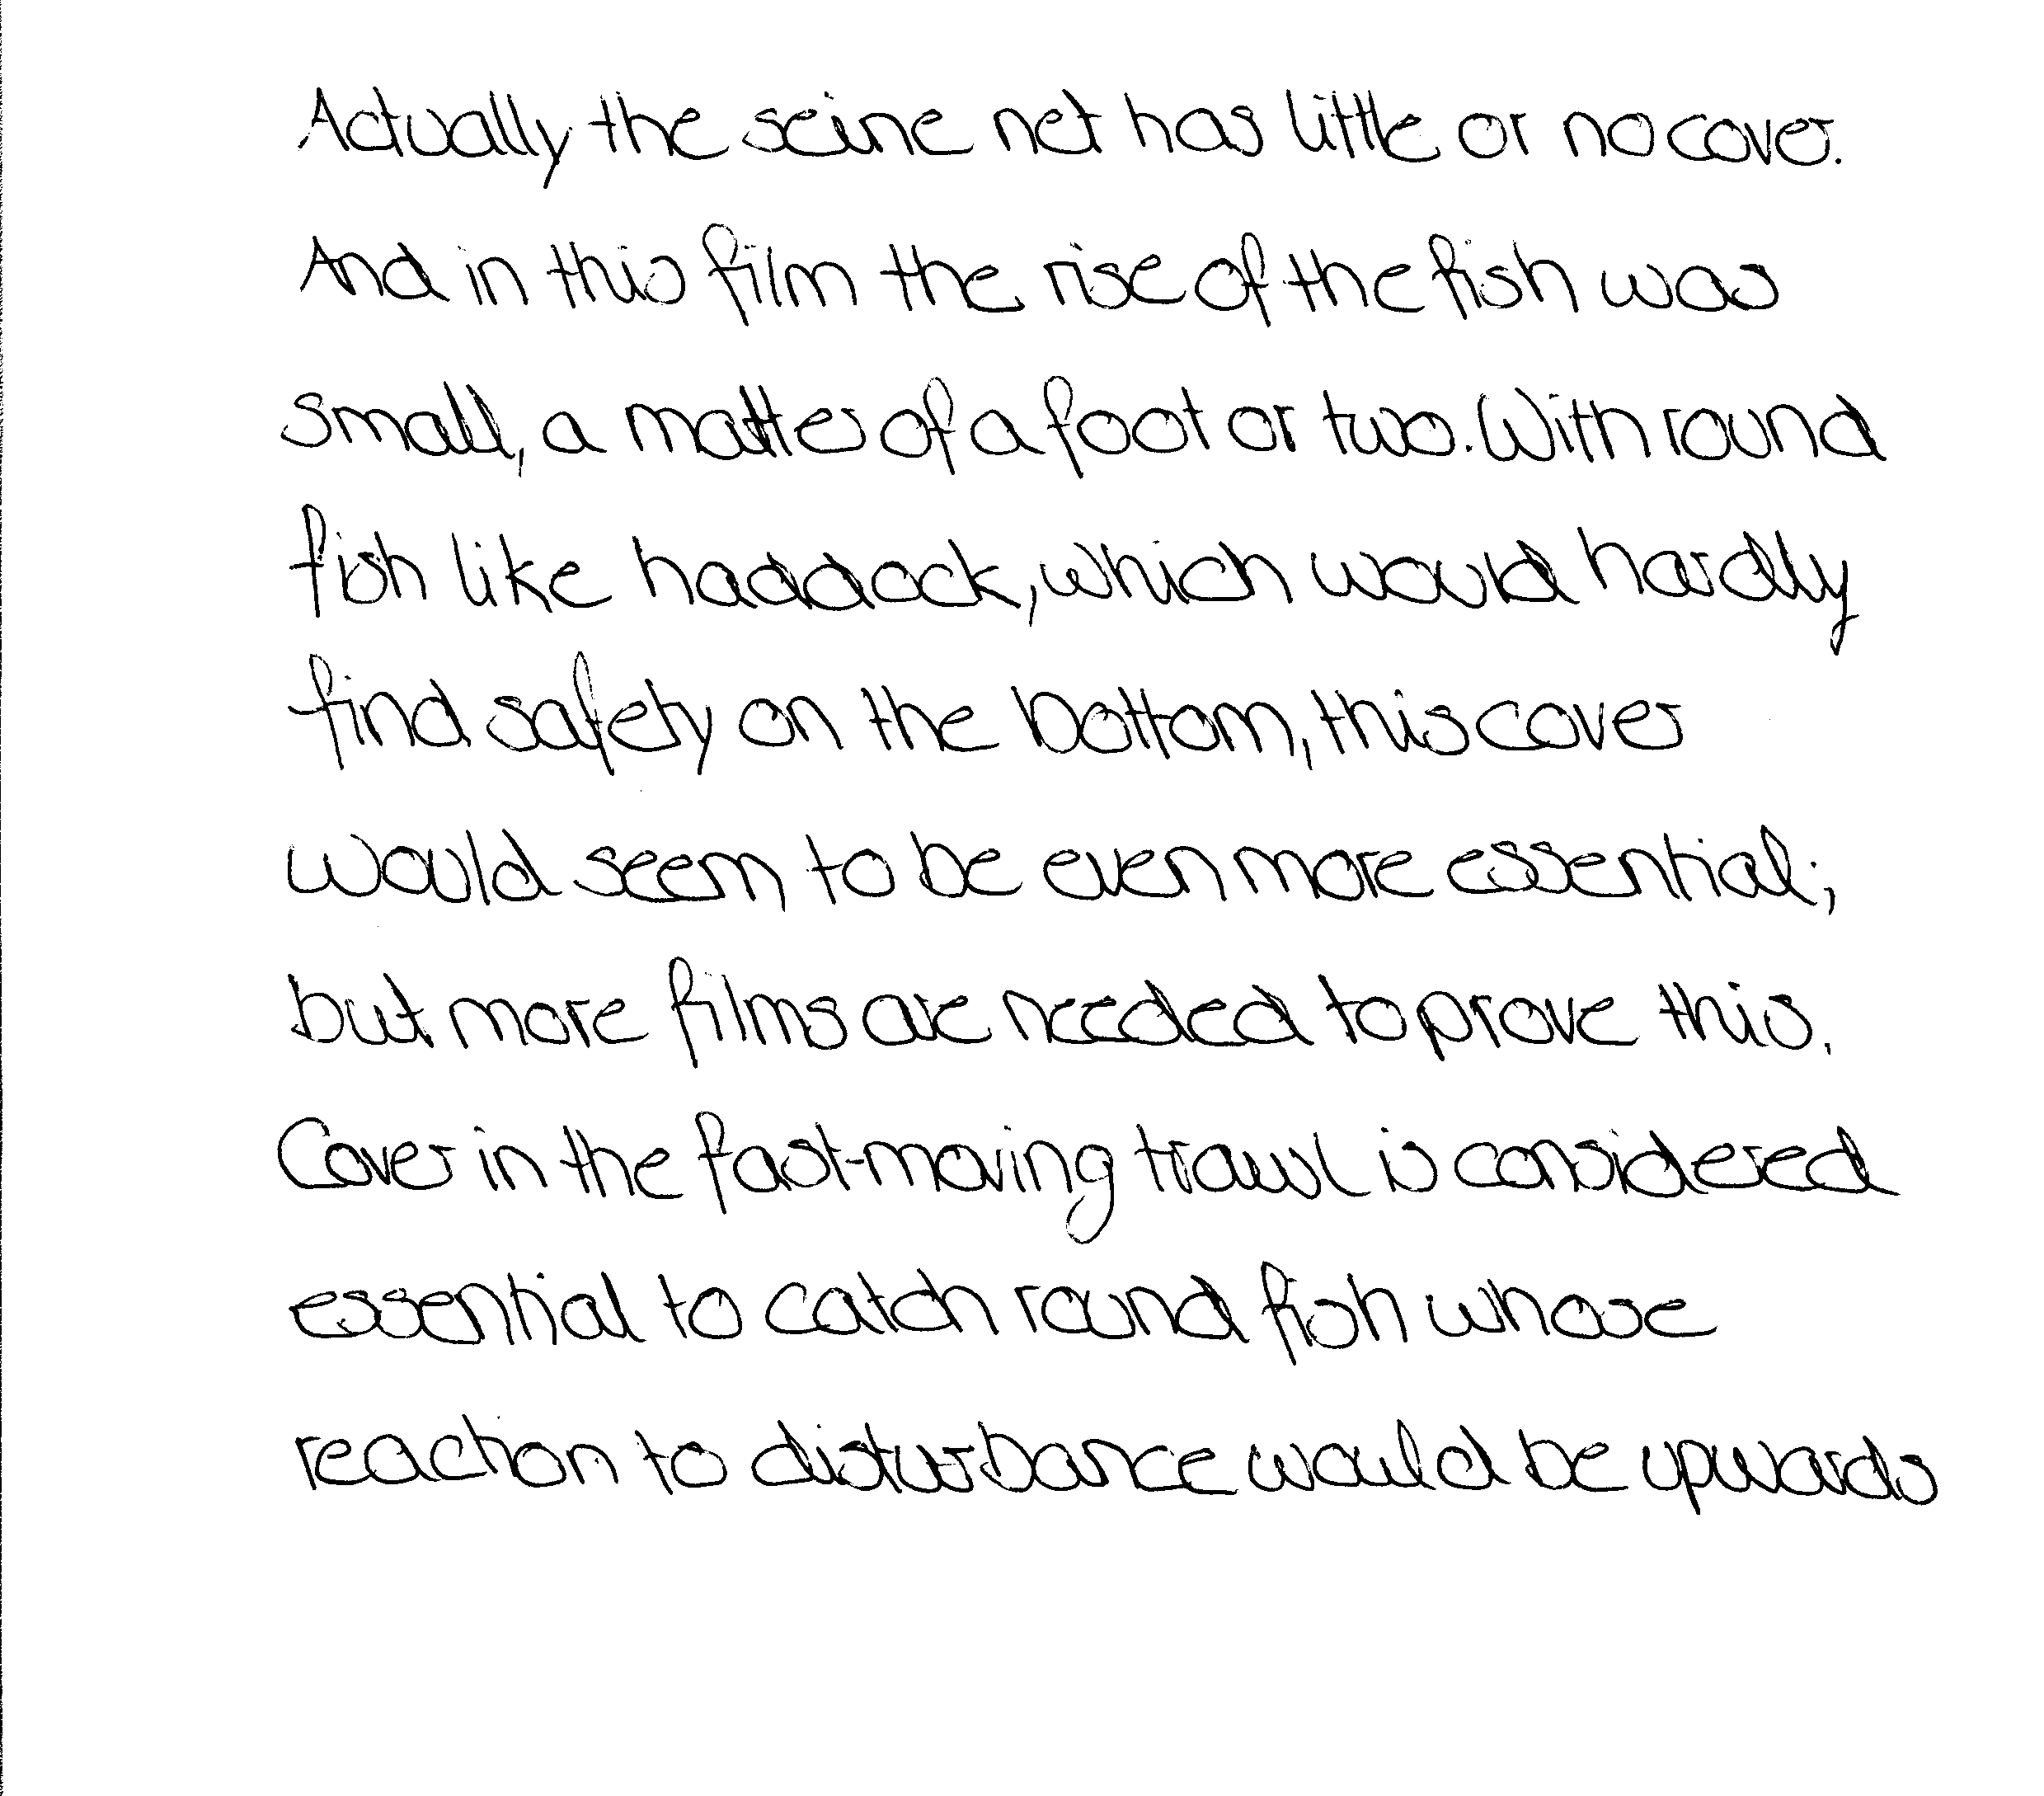 Actually the seine net has little or no cover.
And in this film the rise of the fish was
small, a matter of a foot or two. With round
fish like haddock, which would hardly
find safety on the bottom, this cover
would seem to be even more essential;
but more films are needed to prove this.
Cover in the fast-moving trawl is considered
essential to catch round fish whose
reaction to disturbance would be upwards